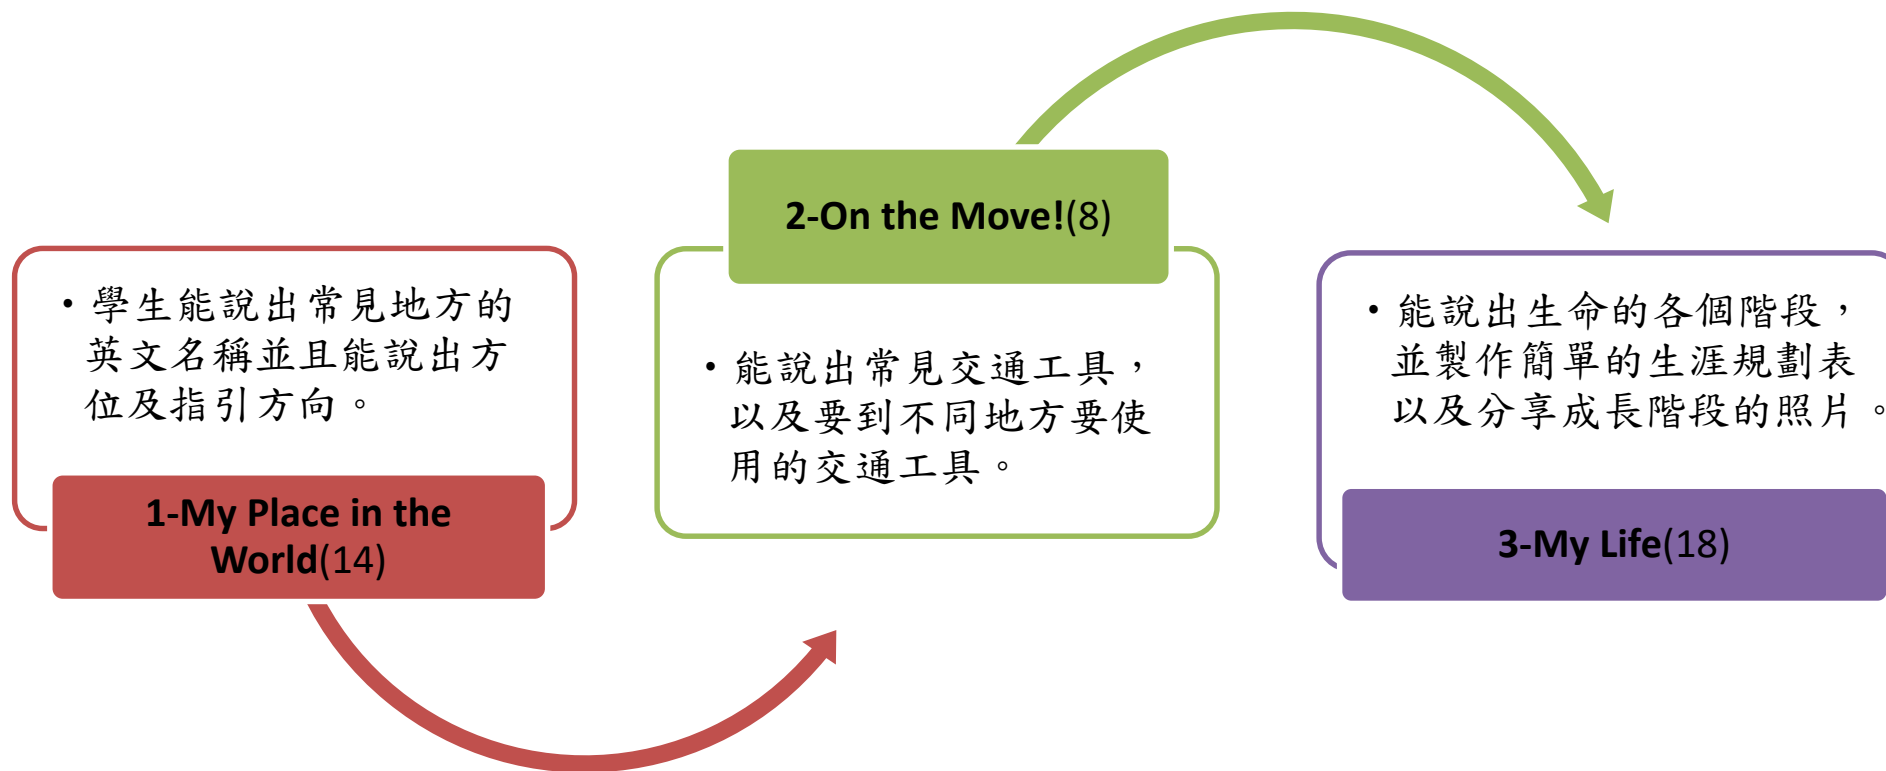 • 學生能說出常見地方的
英文名稱並且能說出方
位及指引方向。
1-My Place in the
World(14)
2-On the Move!(8)
• 能說出常見交通工具，
以及要到不同地方要使
用的交通工具。
• 能說出生命的各個階段，
並製作簡單的生涯規劃表
以及分享成長階段的照片。
3-My Life(18)